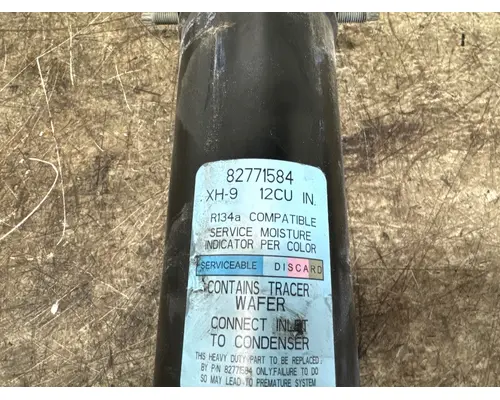 82771584
XH-9 12CU IN.
R134a COMPATIBLE
SERVICE MOISTURE
INDICATOR PER COLOR
SERVICEABLE DISCARD
CONTAINS TRACER
WAFER
CONNECT INLET
TO CONDENSER
THIS HEAVY DUTY PART TO BE REPLACED
BY P/N 82771584 ONLY.FAILURE TO DO
SO MAY LEAD TO PREMATURE SYSTEM